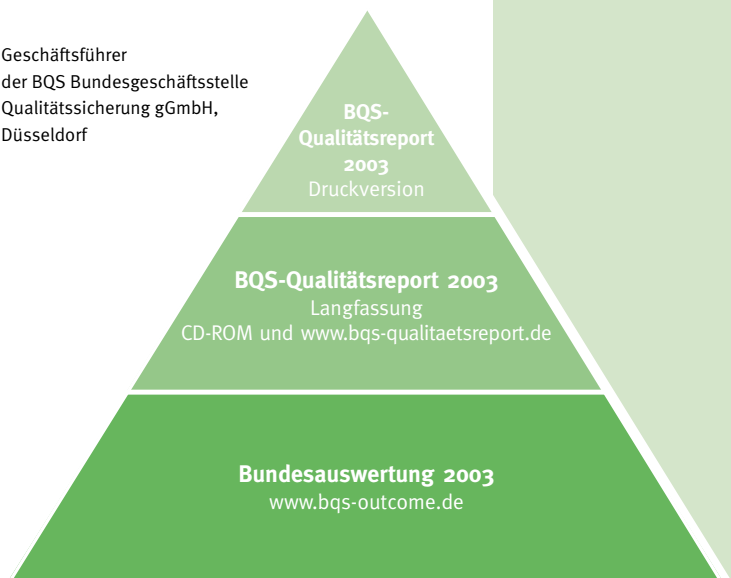 Geschäftsführer
der BQS Bundesgeschäftsstelle
Qualitätssicherung gGmbH,
Düsseldorf
BQS-
Qualitätsreport
2003
Druckversion
BQS-Qualitätsreport 2003
Langfassung
CD-ROM und www.bqs-qualitaetsreport.de
Bundesauswertung 2003
www.bqs-outcome.de